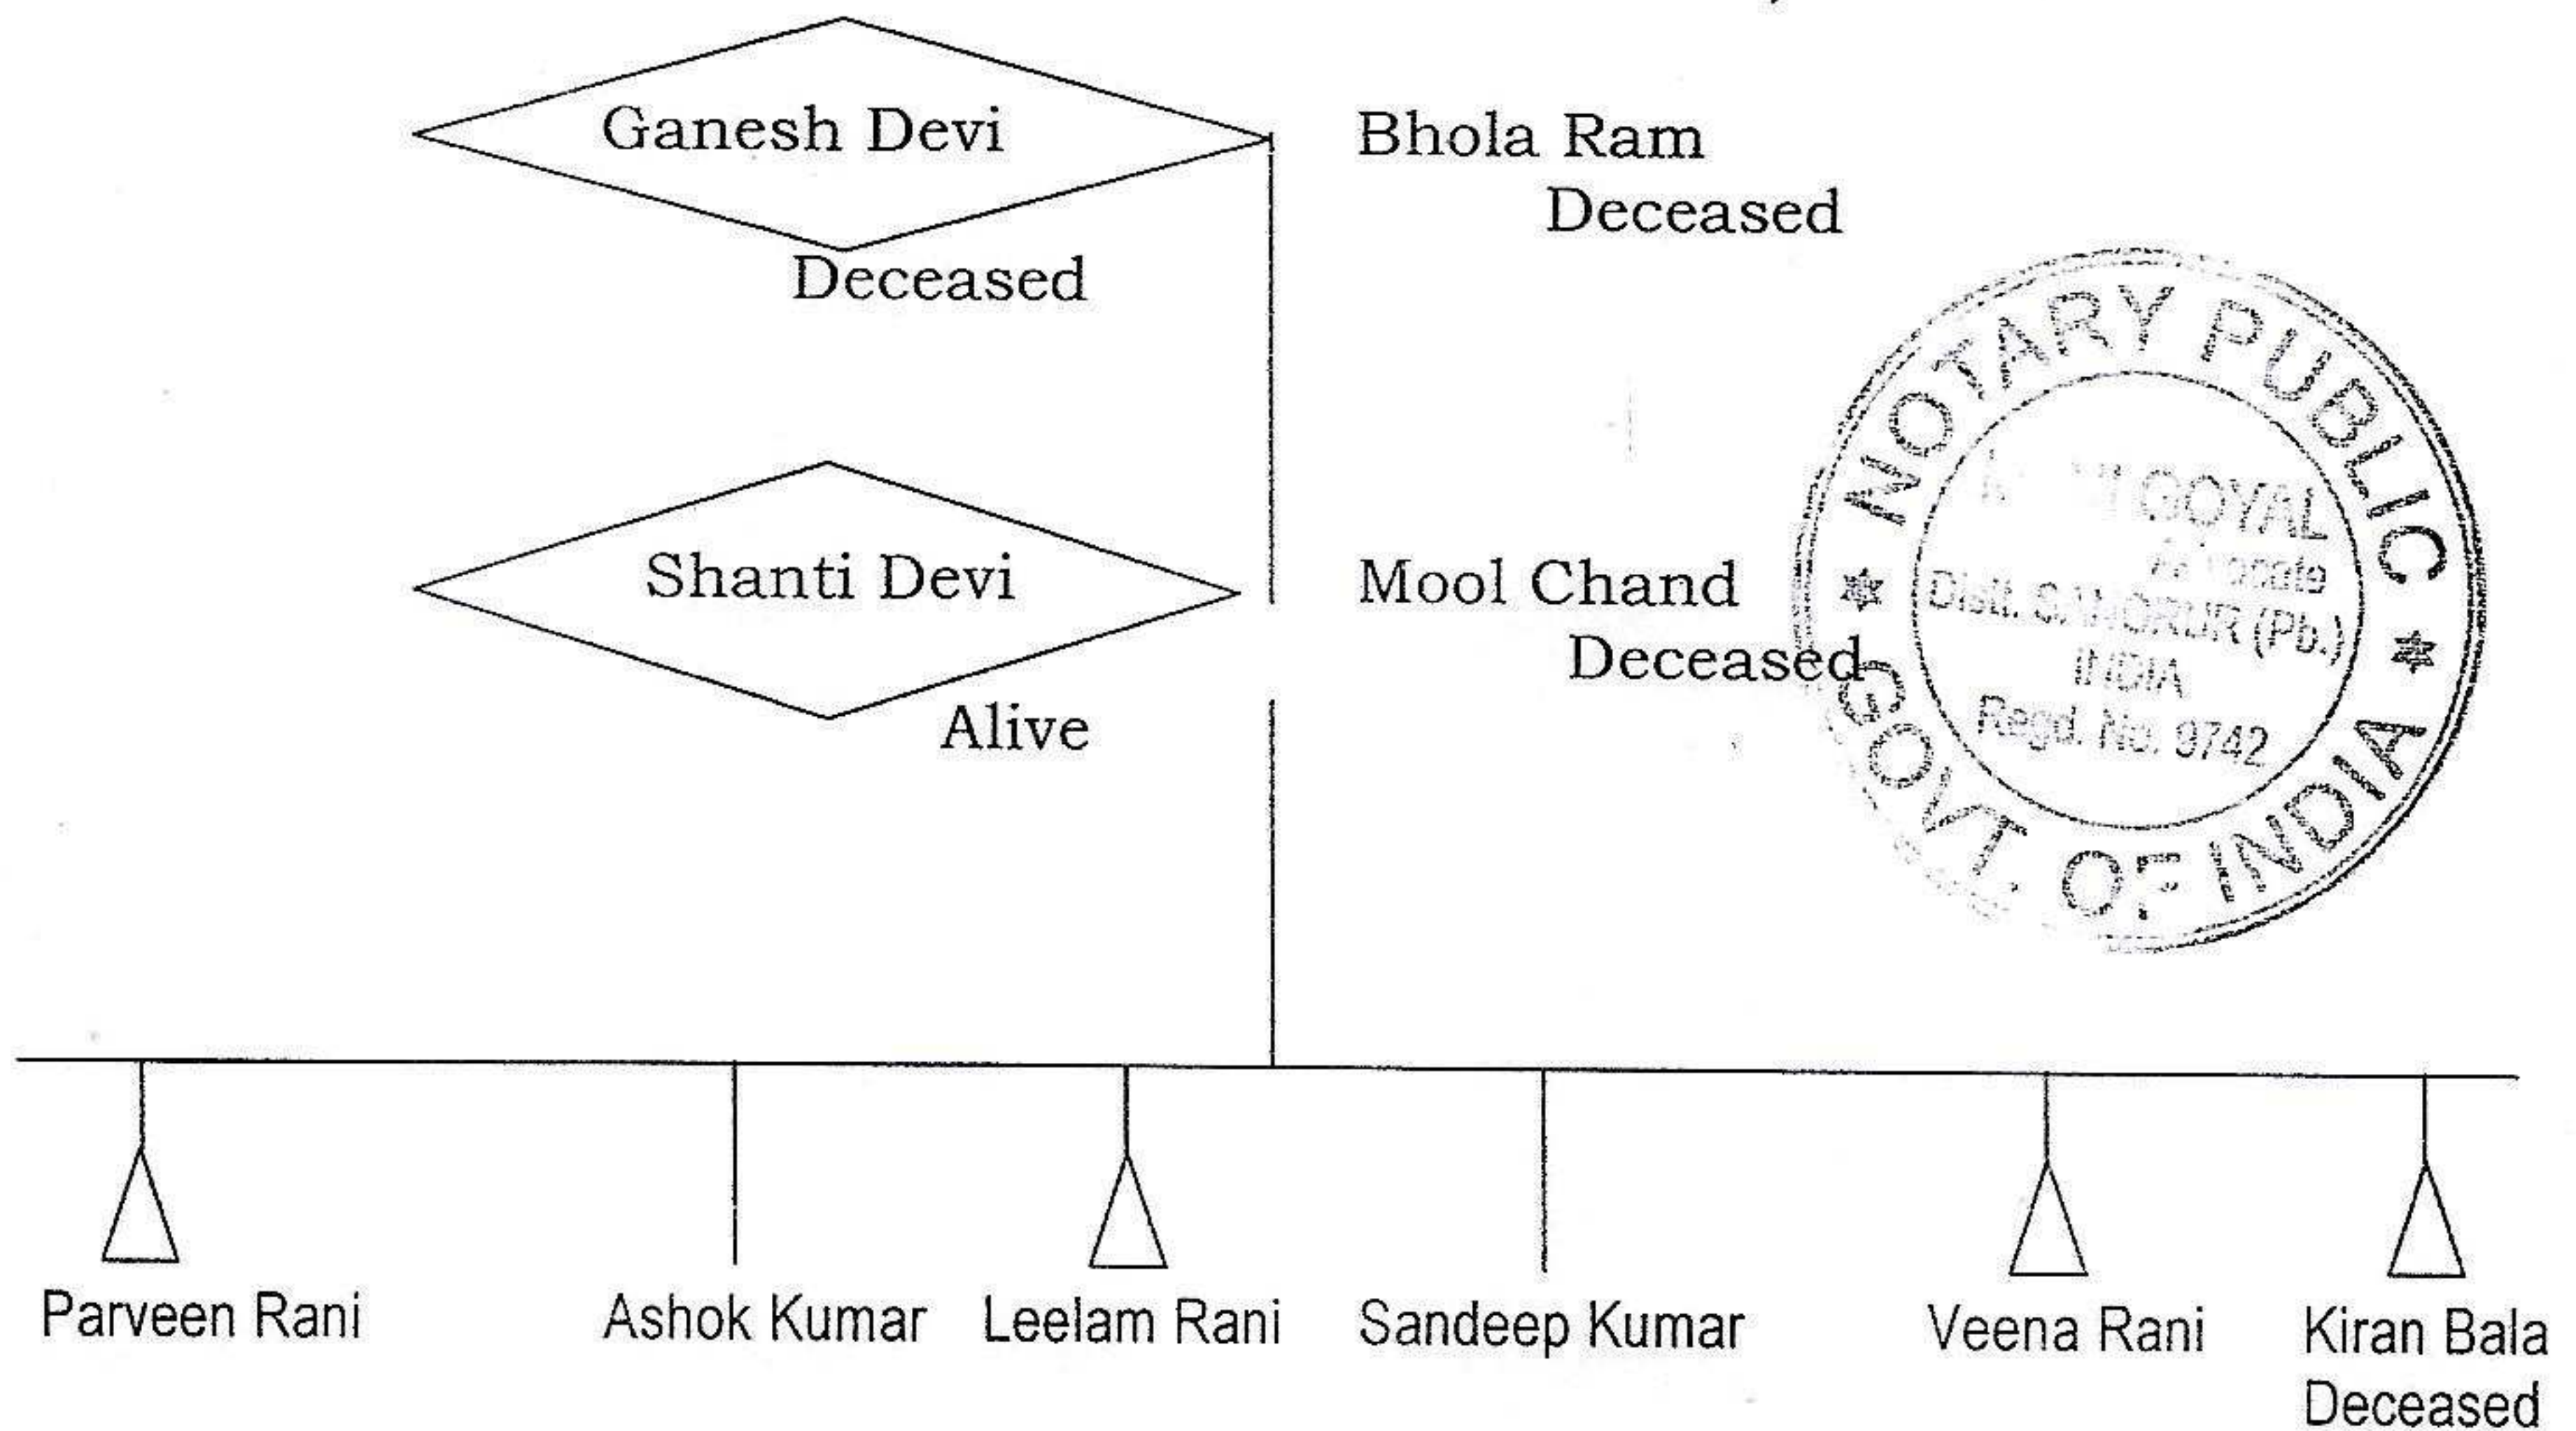 Ganesh Devi
Bhola Ram
Deceased
Deceased
Shanti Devi
Mool Chand
Deceased
Alive
NOTARY PUBLIC
GOYAL
Distt. (Pb.)
INDIA
Regd. No. 9742
GOVT. OF INDIA
Parveen Rani
Ashok Kumar
Leelam Rani
Sandeep Kumar
Veena Rani
Kiran Bala
Deceased